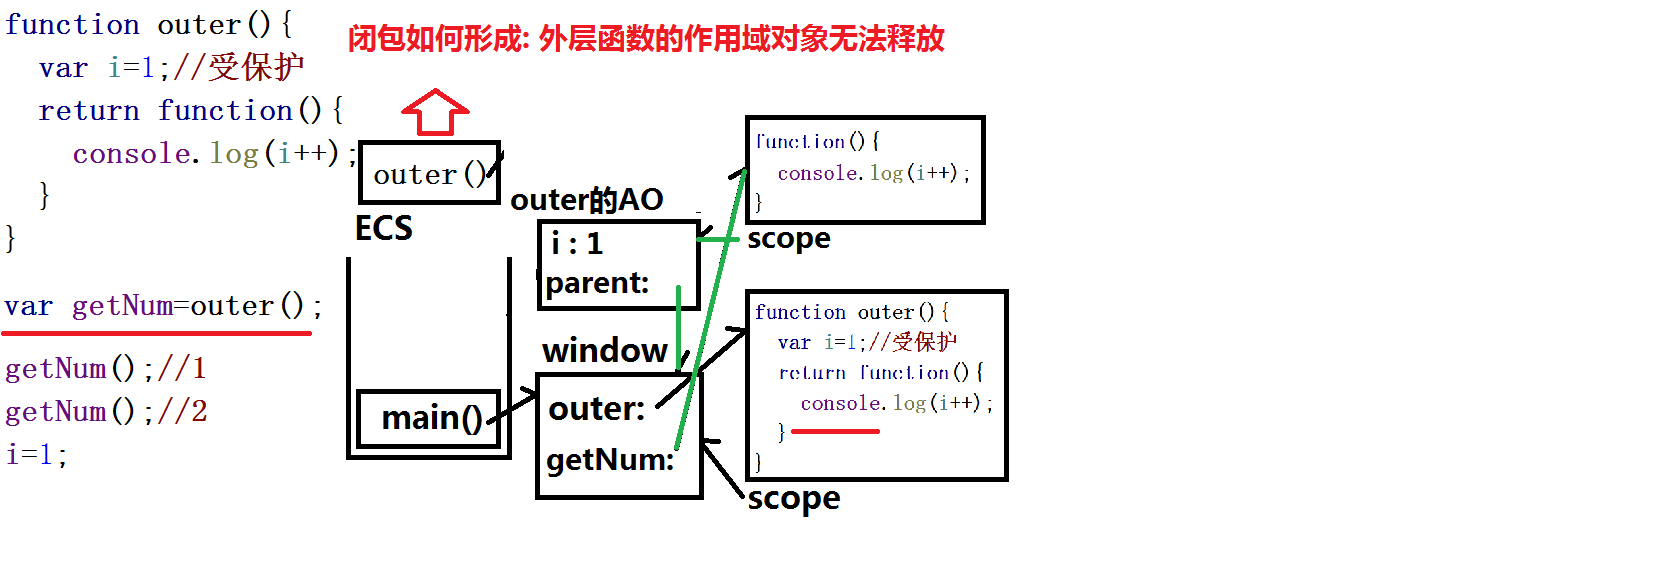 function outer(){
var i=1;//受保护
return function(){
console.log(i++);
}
}
var getNum=outer();
getNum();//1
getNum();//2
i=1;
闭包如何形成: 外层函数的作用域对象无法释放
outer()
ECS
main()
outer的AO
i : 1
parent:
window
outer:
getNum:
function(){
console.log(i++);
}
scope
function outer(){
var i=1;//受保护
return function(){
console.log(i++);
}
}
scope